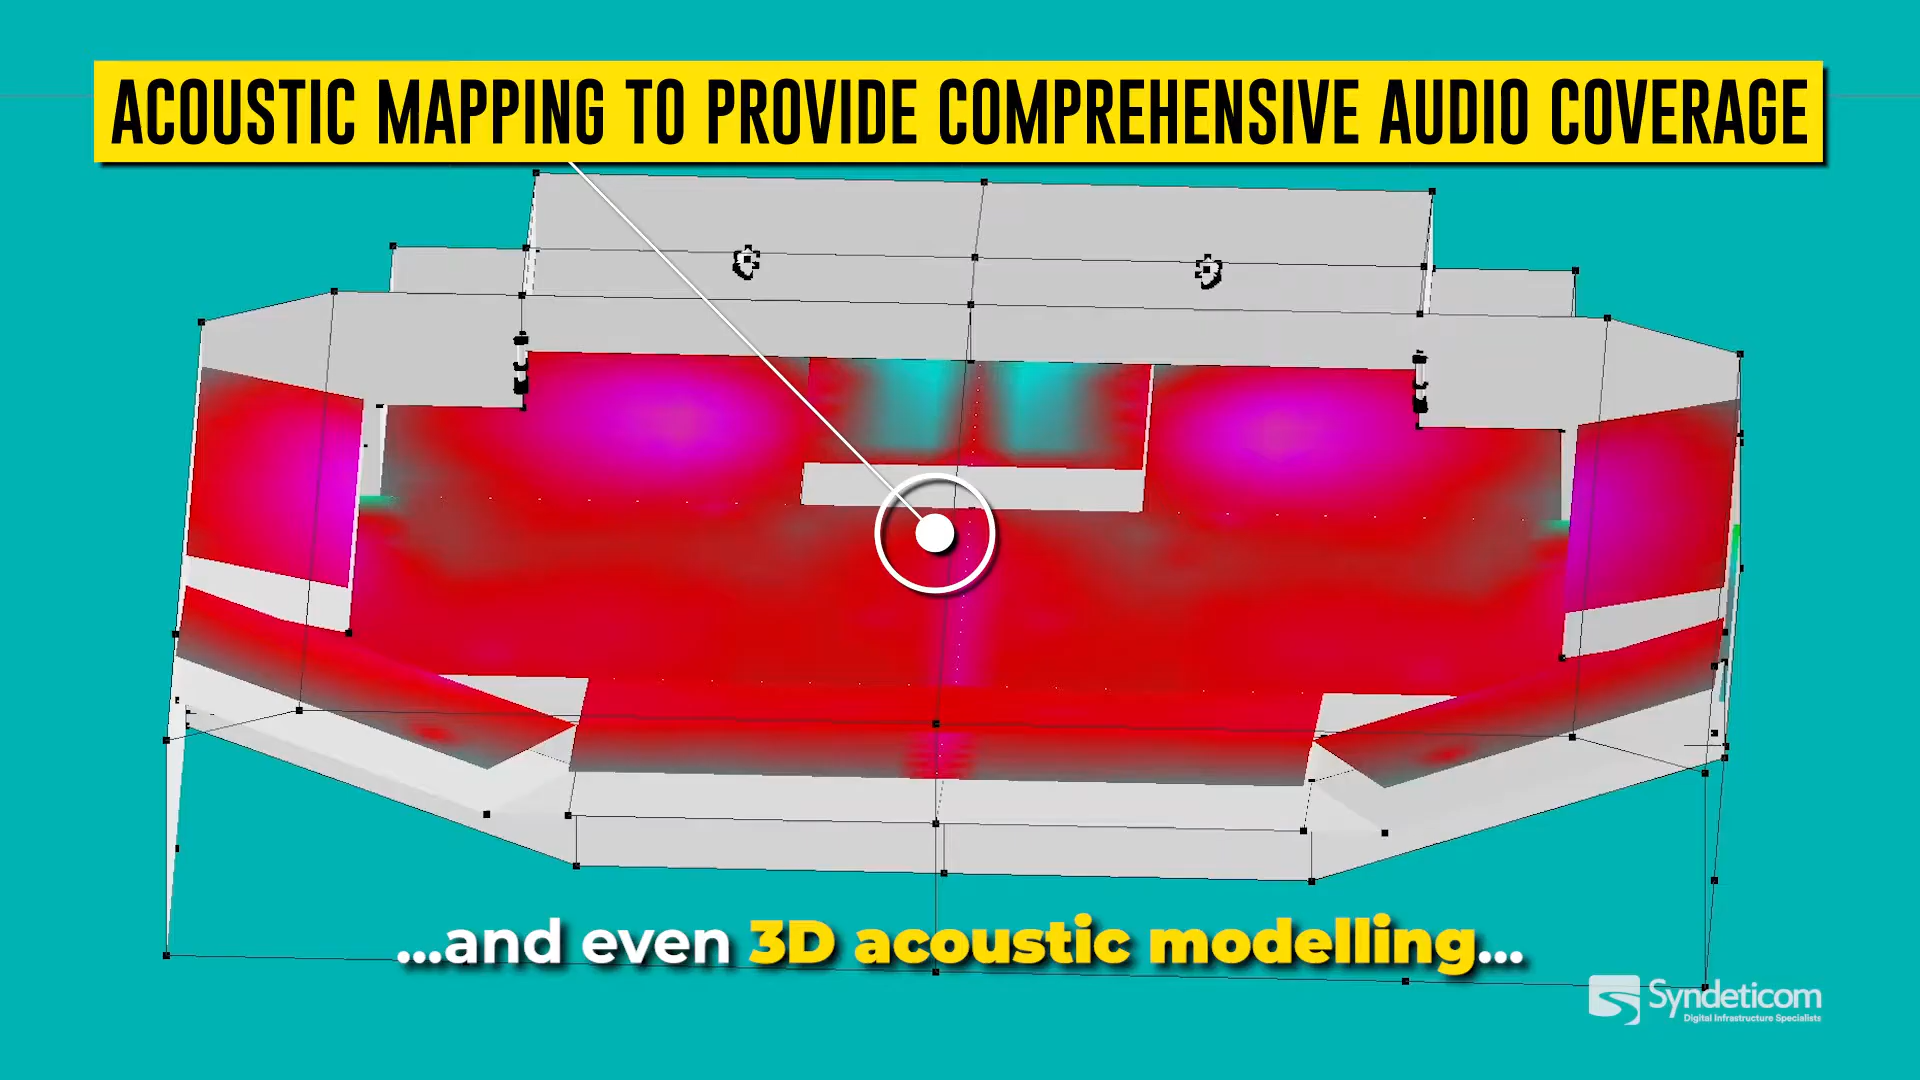 ACOUSTIC MAPPING TO PROVIDE COMPREHENSIVE AUDIO COVERAGE
...and even 3D acoustic modelling...
Syndeticom
Digital Infrastructure Specialists